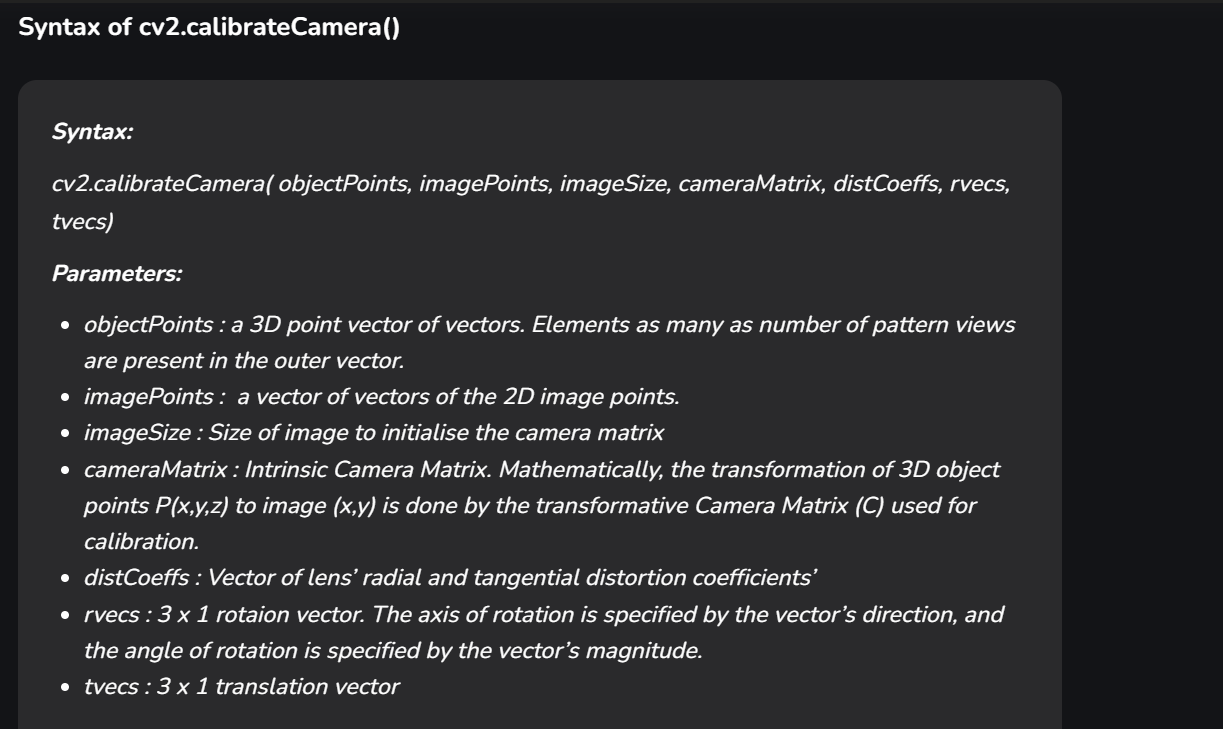 Syntax of cv2.calibrateCamera()
Syntax:
cv2.calibrateCamera( objectPoints, imagePoints, imageSize, cameraMatrix, distCoeffs, rvecs,
tvecs)
Parameters:
• objectPoints : a 3D point vector of vectors. Elements as many as number of pattern views
are present in the outer vector.
• imagePoints :  a vector of vectors of the 2D image points.
• imageSize : Size of image to initialise the camera matrix
• cameraMatrix : Intrinsic Camera Matrix. Mathematically, the transformation of 3D object
points P(x,y,z) to image (x,y) is done by the transformative Camera Matrix (C) used for
calibration.
• distCoeffs : Vector of lens’ radial and tangential distortion coefficients’
• rvecs : 3 x 1 rotaion vector. The axis of rotation is specified by the vector’s direction, and
the angle of rotation is specified by the vector’s magnitude.
• tvecs : 3 x 1 translation vector